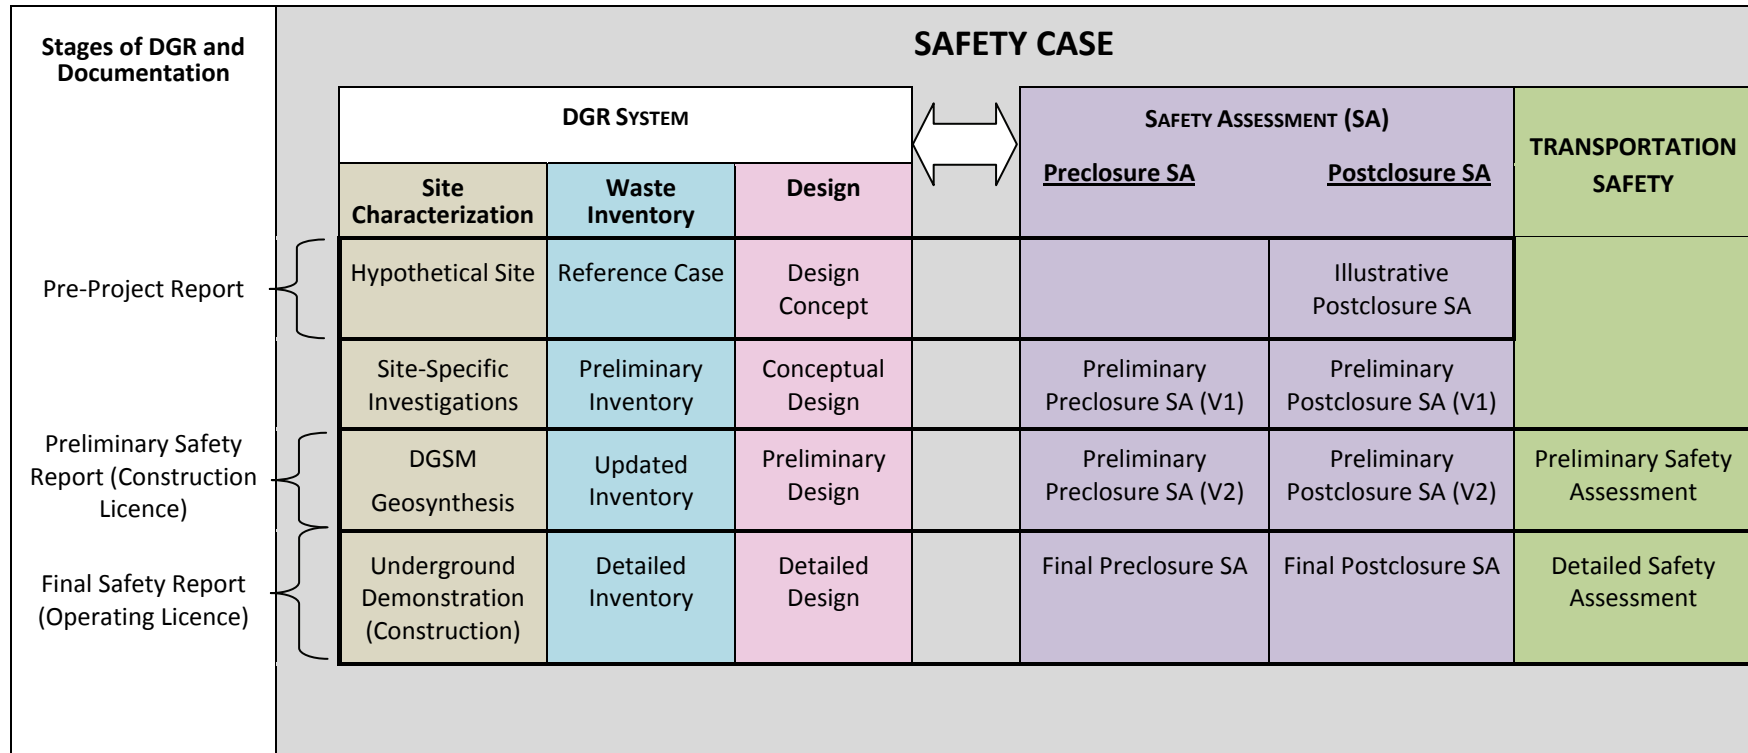 Stages of DGR and
Documentation
SAFETY CASE
DGR SYSTEM
SAFETY ASSESSMENT (SA)
Preclosure SA
Postclosure SA
TRANSPORTATION
SAFETY
Site
Characterization
Waste
Inventory
Design
Pre-Project Report
Hypothetical Site
Reference Case
Design
Concept
Illustrative
Postclosure SA
Site-Specific
Investigations
Preliminary
Inventory
Conceptual
Design
Preliminary
Preclosure SA (V1)
Preliminary
Postclosure SA (V1)
Preliminary Safety
Report (Construction
Licence)
DGSM
Geosynthesis
Updated
Inventory
Preliminary
Design
Preliminary
Preclosure SA (V2)
Preliminary
Postclosure SA (V2)
Preliminary Safety
Assessment
Final Safety Report
(Operating Licence)
Underground
Demonstration
(Construction)
Detailed
Inventory
Detailed
Design
Final Preclosure SA
Final Postclosure SA
Detailed Safety
Assessment